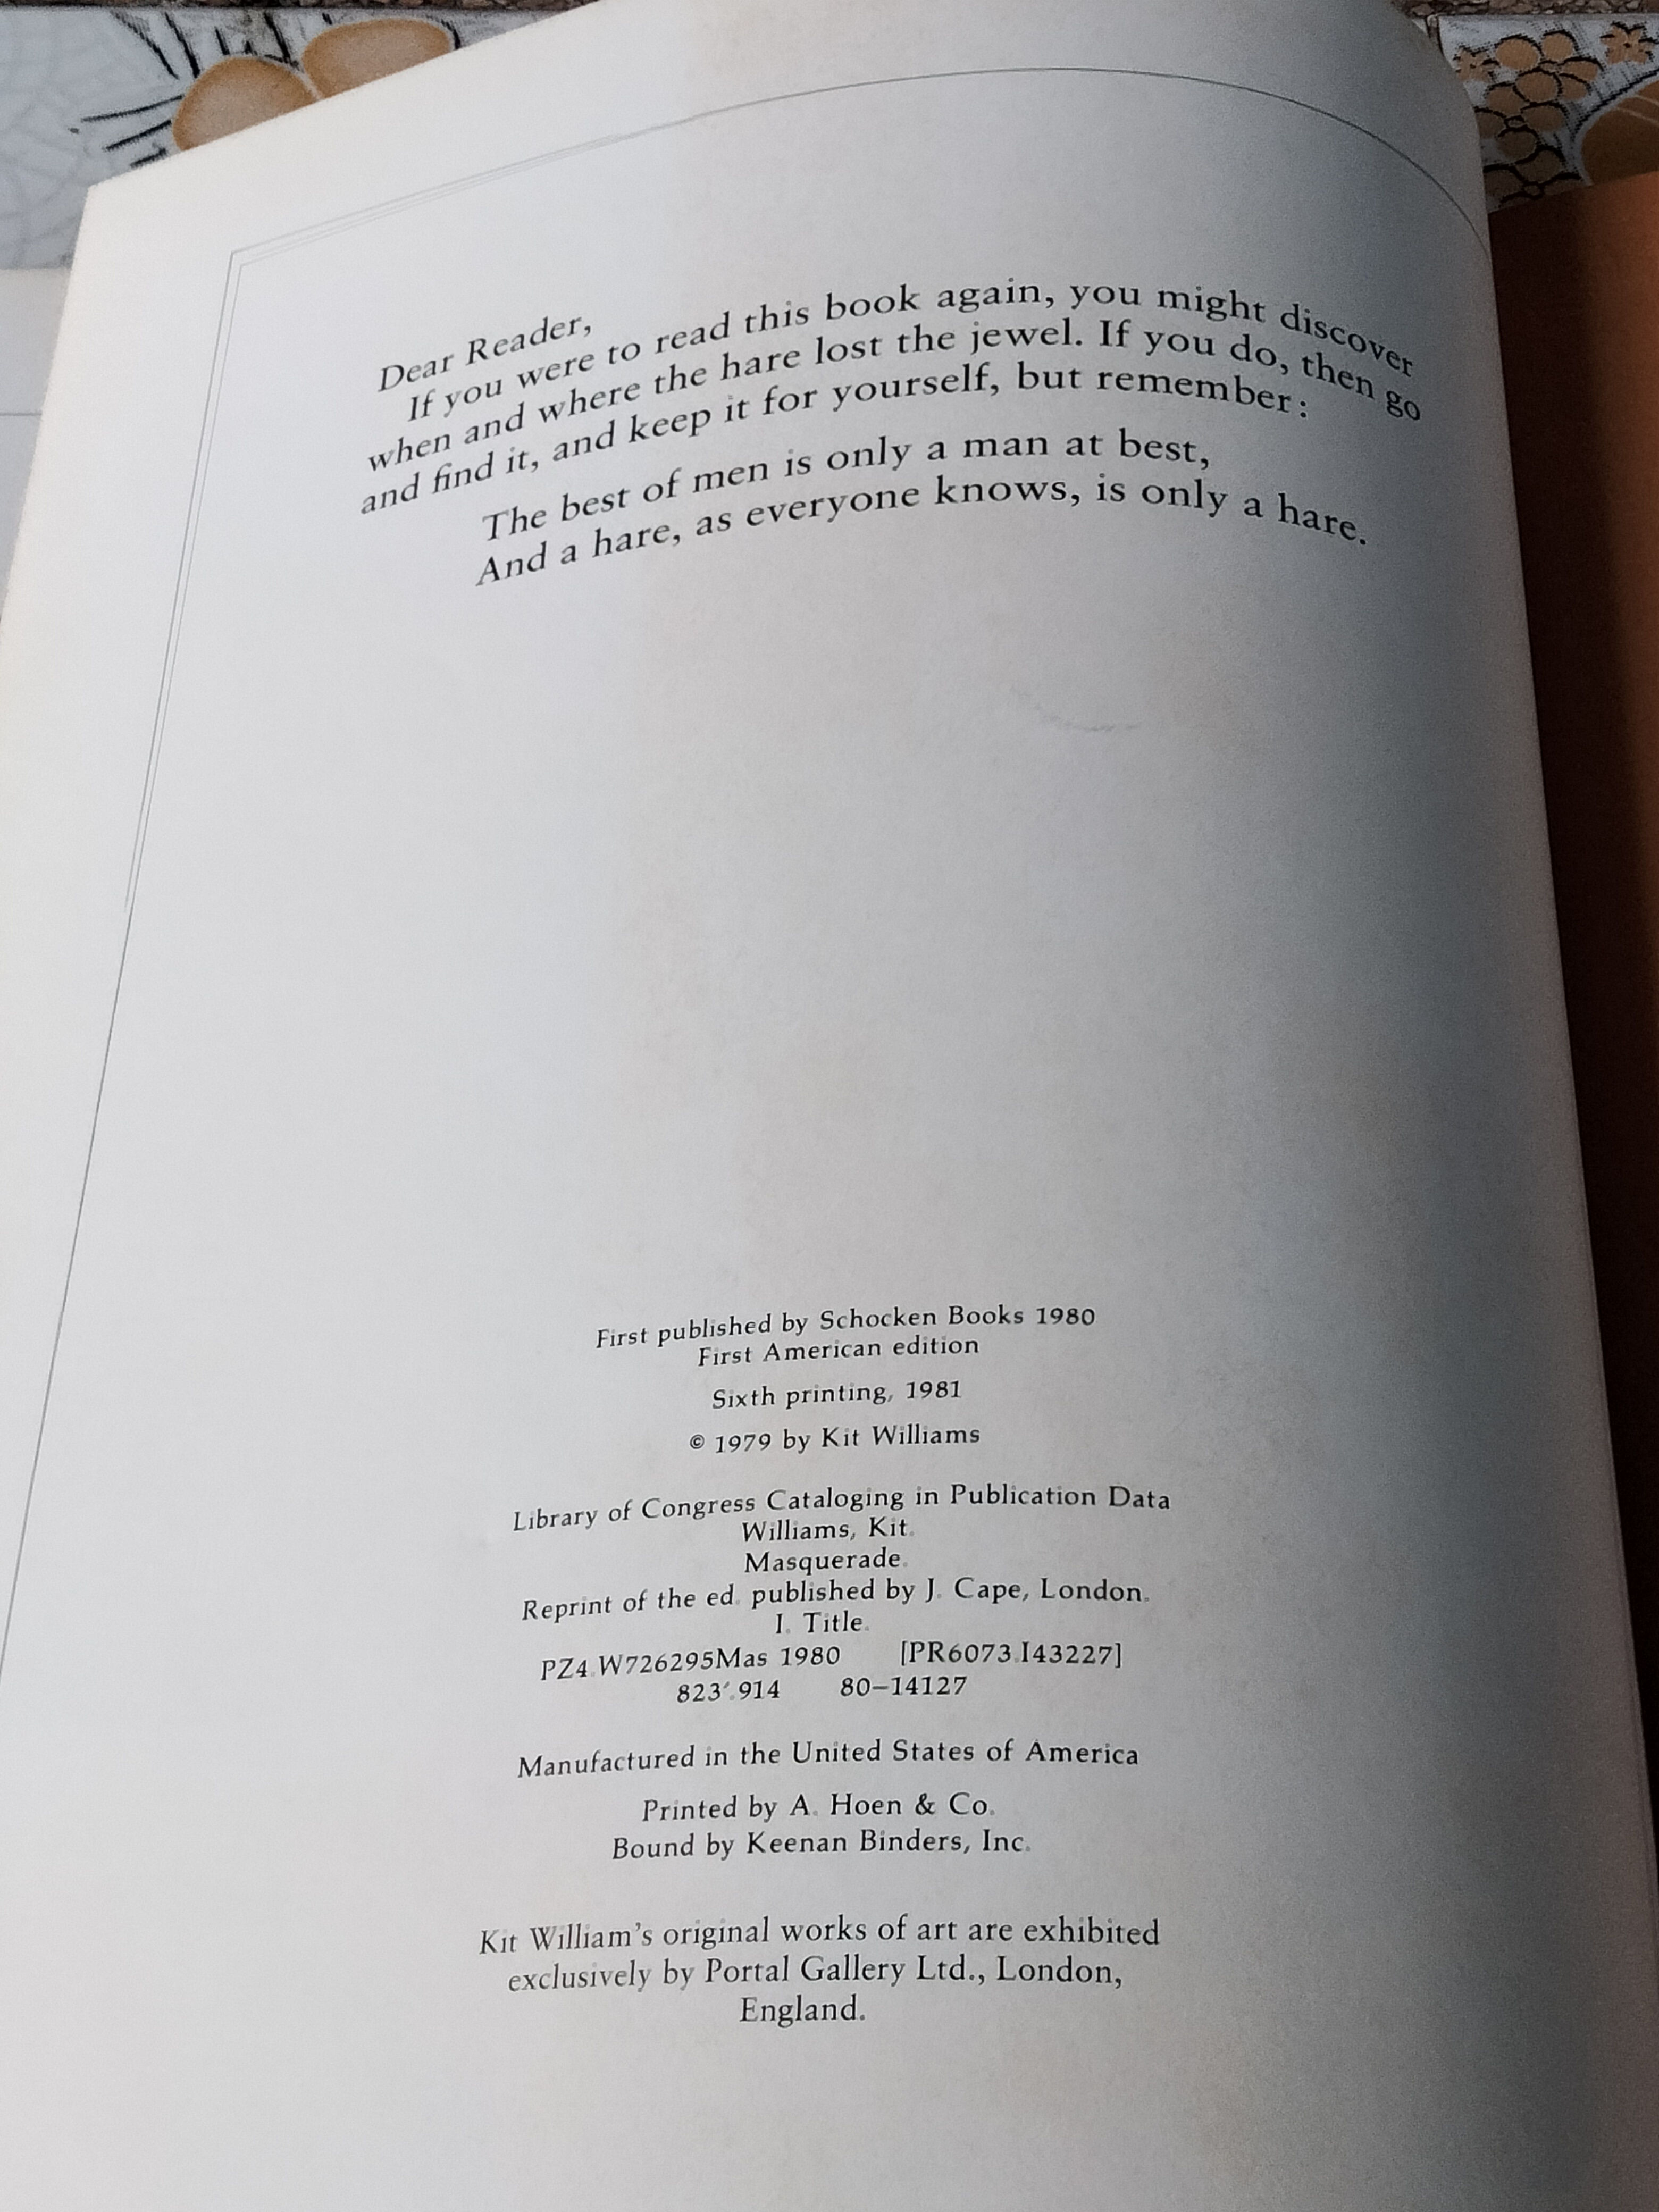 Dear Reader,
If you were to read this book again, you might discover
when and where the hare lost the jewel. If you do, then go
and find it, and keep it for yourself, but remember:
The best of men is only a man at best,
And a hare, as everyone knows, is only a hare.
First published by Schocken Books 1980
First American edition
Sixth printing, 1981
© 1979 by Kit Williams
Library of Congress Cataloging in Publication Data
Williams, Kit.
Masquerade.
Reprint of the ed. published by J. Cape, London.
I. Title.
PZ4.W726295Mas 1980 [PR6073.I43227]
823'.914 80–14127
Manufactured in the United States of America
Printed by A. Hoen & Co.
Bound by Keenan Binders, Inc.
Kit William's original works of art are exhibited
exclusively by Portal Gallery Ltd., London,
England.